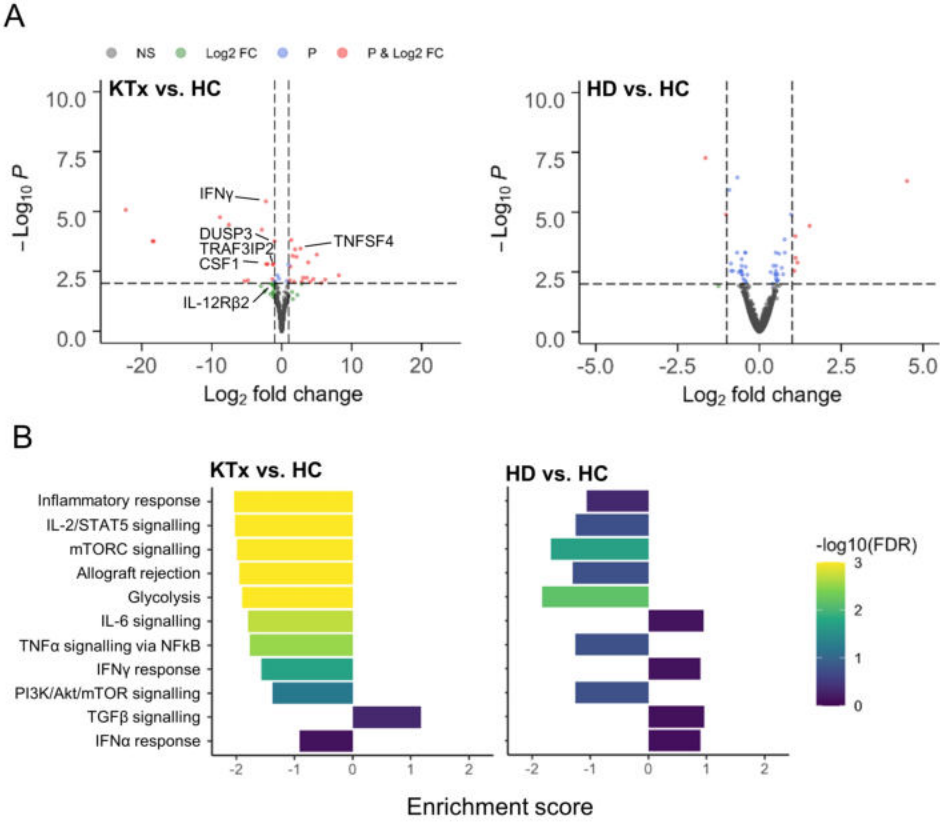 A
NS Log2 FC P P & Log2 FC
KTx vs. HC
HD vs. HC
10.0
7.5
5.0
2.5
0.0
− Log10 P
IFNγ
DUSP3
TRAF3IP2
CSF1
IL-12Rβ2
TNFSF4
-20 -10 0 10 20
Log2 fold change
10.0
7.5
5.0
2.5
0.0
− Log10 P
-5.0 -2.5 0.0 2.5 5.0
Log2 fold change
B
KTx vs. HC
HD vs. HC
Inflammatory response
IL-2/STAT5 signalling
mTORC signalling
Allograft rejection
Glycolysis
IL-6 signalling
TNFα signalling via NFkB
IFNγ response
PI3K/Akt/mTOR signalling
TGFβ signalling
IFNα response
-2 -1 0 1 2
-2 -1 0 1 2
Enrichment score
-log10(FDR)
3
2
1
0